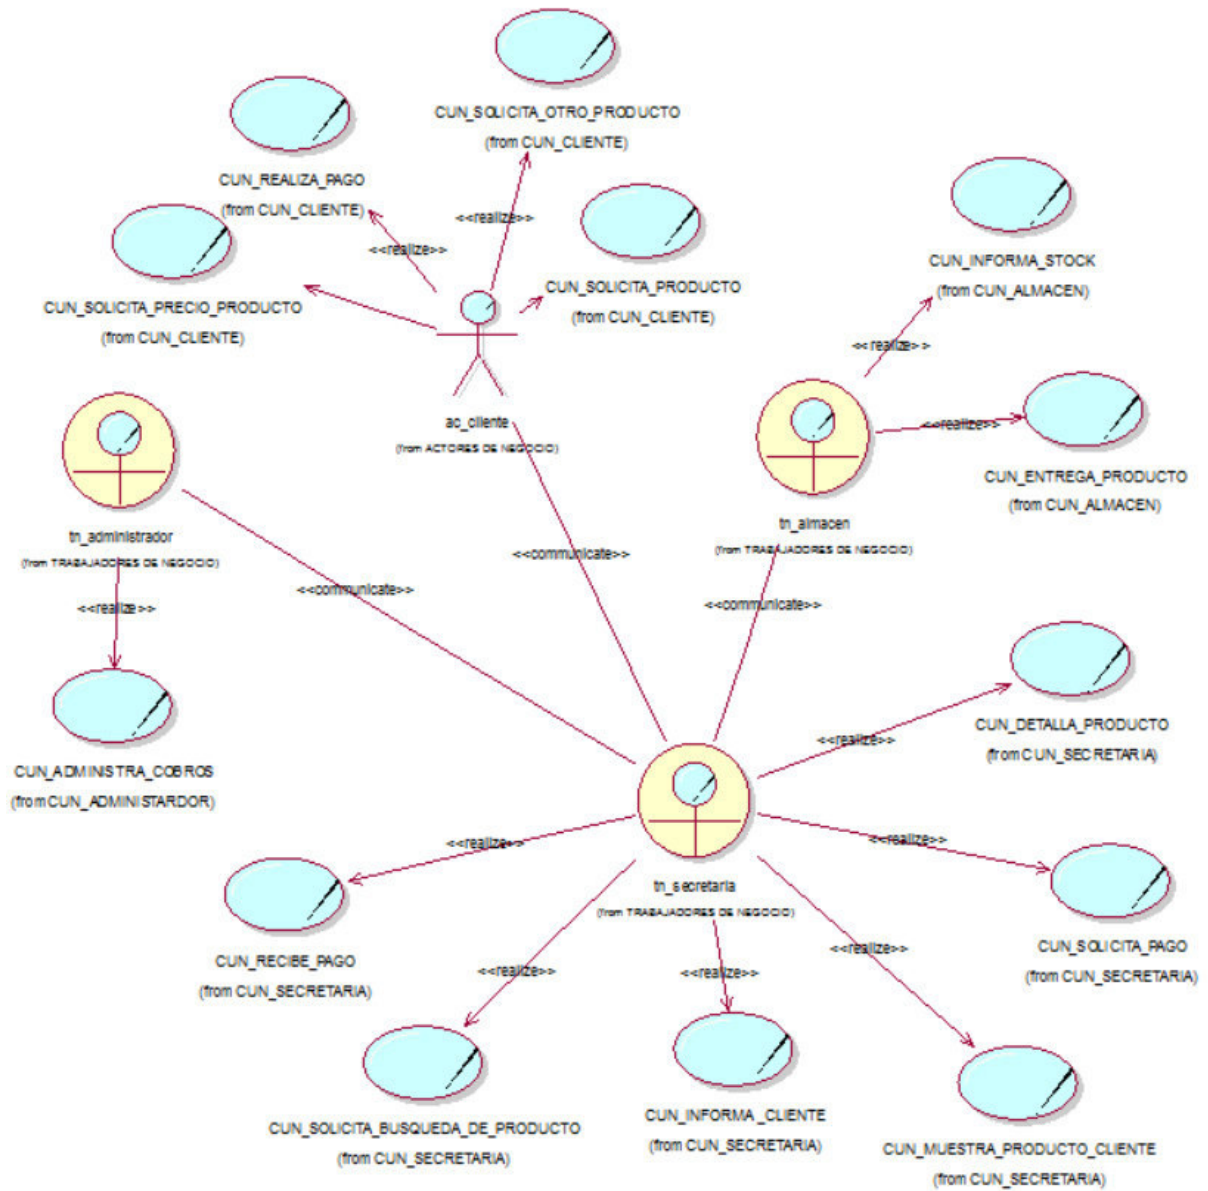 CUN_SOLICITA_OTRO_PRODUCTO
(from CUN_CLIENTE)
CUN_REALIZA_PAGO
(from CUN_CLIENTE)
<<realize>>
<<realize>>
CUN_SOLICITA_PRECIO_PRODUCTO
(from CUN_CLIENTE)
CUN_SOLICITA_PRODUCTO
(from CUN_CLIENTE)
CUN_INFORMA_STOCK
(from CUN_ALMACEN)
<<realize>>
ac_cliente
(from ACTORES DE NEGOCIO)
<<realize>>
CUN_ENTREGA_PRODUCTO
(from CUN_ALMACEN)
tn_administrador
(from TRABAJADORES DE NEGOCIO)
tn_almacen
(from TRABAJADORES DE NEGOCIO)
<<communicate>>
<<realize>>
<<communicate>>
<<communicate>>
CUN_ADMINISTRA_COBROS
(from CUN_ADMINISTARDOR)
CUN_DETALLA_PRODUCTO
(from CUN_SECRETARIA)
<<realize>>
<<realize>>
<<realize>>
tn_secretaria
(from TRABAJADORES DE NEGOCIO)
CUN_RECIBE_PAGO
(from CUN_SECRETARIA)
CUN_SOLICITA_PAGO
(from CUN_SECRETARIA)
<<realize>>
<<realize>>
<<realize>>
CUN_SOLICITA_BUSQUEDA_DE_PRODUCTO
(from CUN_SECRETARIA)
CUN_INFORMA_CLIENTE
(from CUN_SECRETARIA)
CUN_MUESTRA_PRODUCTO_CLIENTE
(from CUN_SECRETARIA)